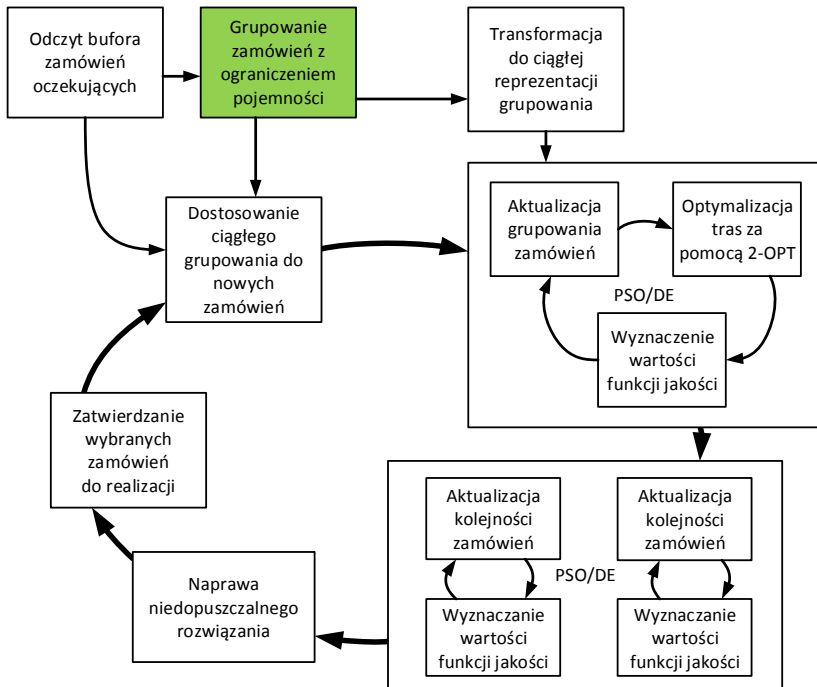 Odczyt bufora
zamówień
oczekujących
Grupowanie
zamówień z
ograniczeniem
pojemności
Transformacja
do ciągłej
reprezentacji
grupowania
Dostosowanie
ciągłego
grupowania do
nowych
zamówień
Aktualizacja
grupowania
zamówień
Optymalizacja
tras za
pomocą 2-OPT
PSO/DE
Wyznaczenie
wartości
funkcji jakości
Zatwierdzanie
wybranych
zamówień
do realizacji
Aktualizacja
kolejności
zamówień
Aktualizacja
kolejności
zamówień
PSO/DE
Wyznaczanie
wartości
funkcji jakości
Wyznaczanie
wartości
funkcji jakości
Naprawa
niedopuszczalnego
rozwiązania